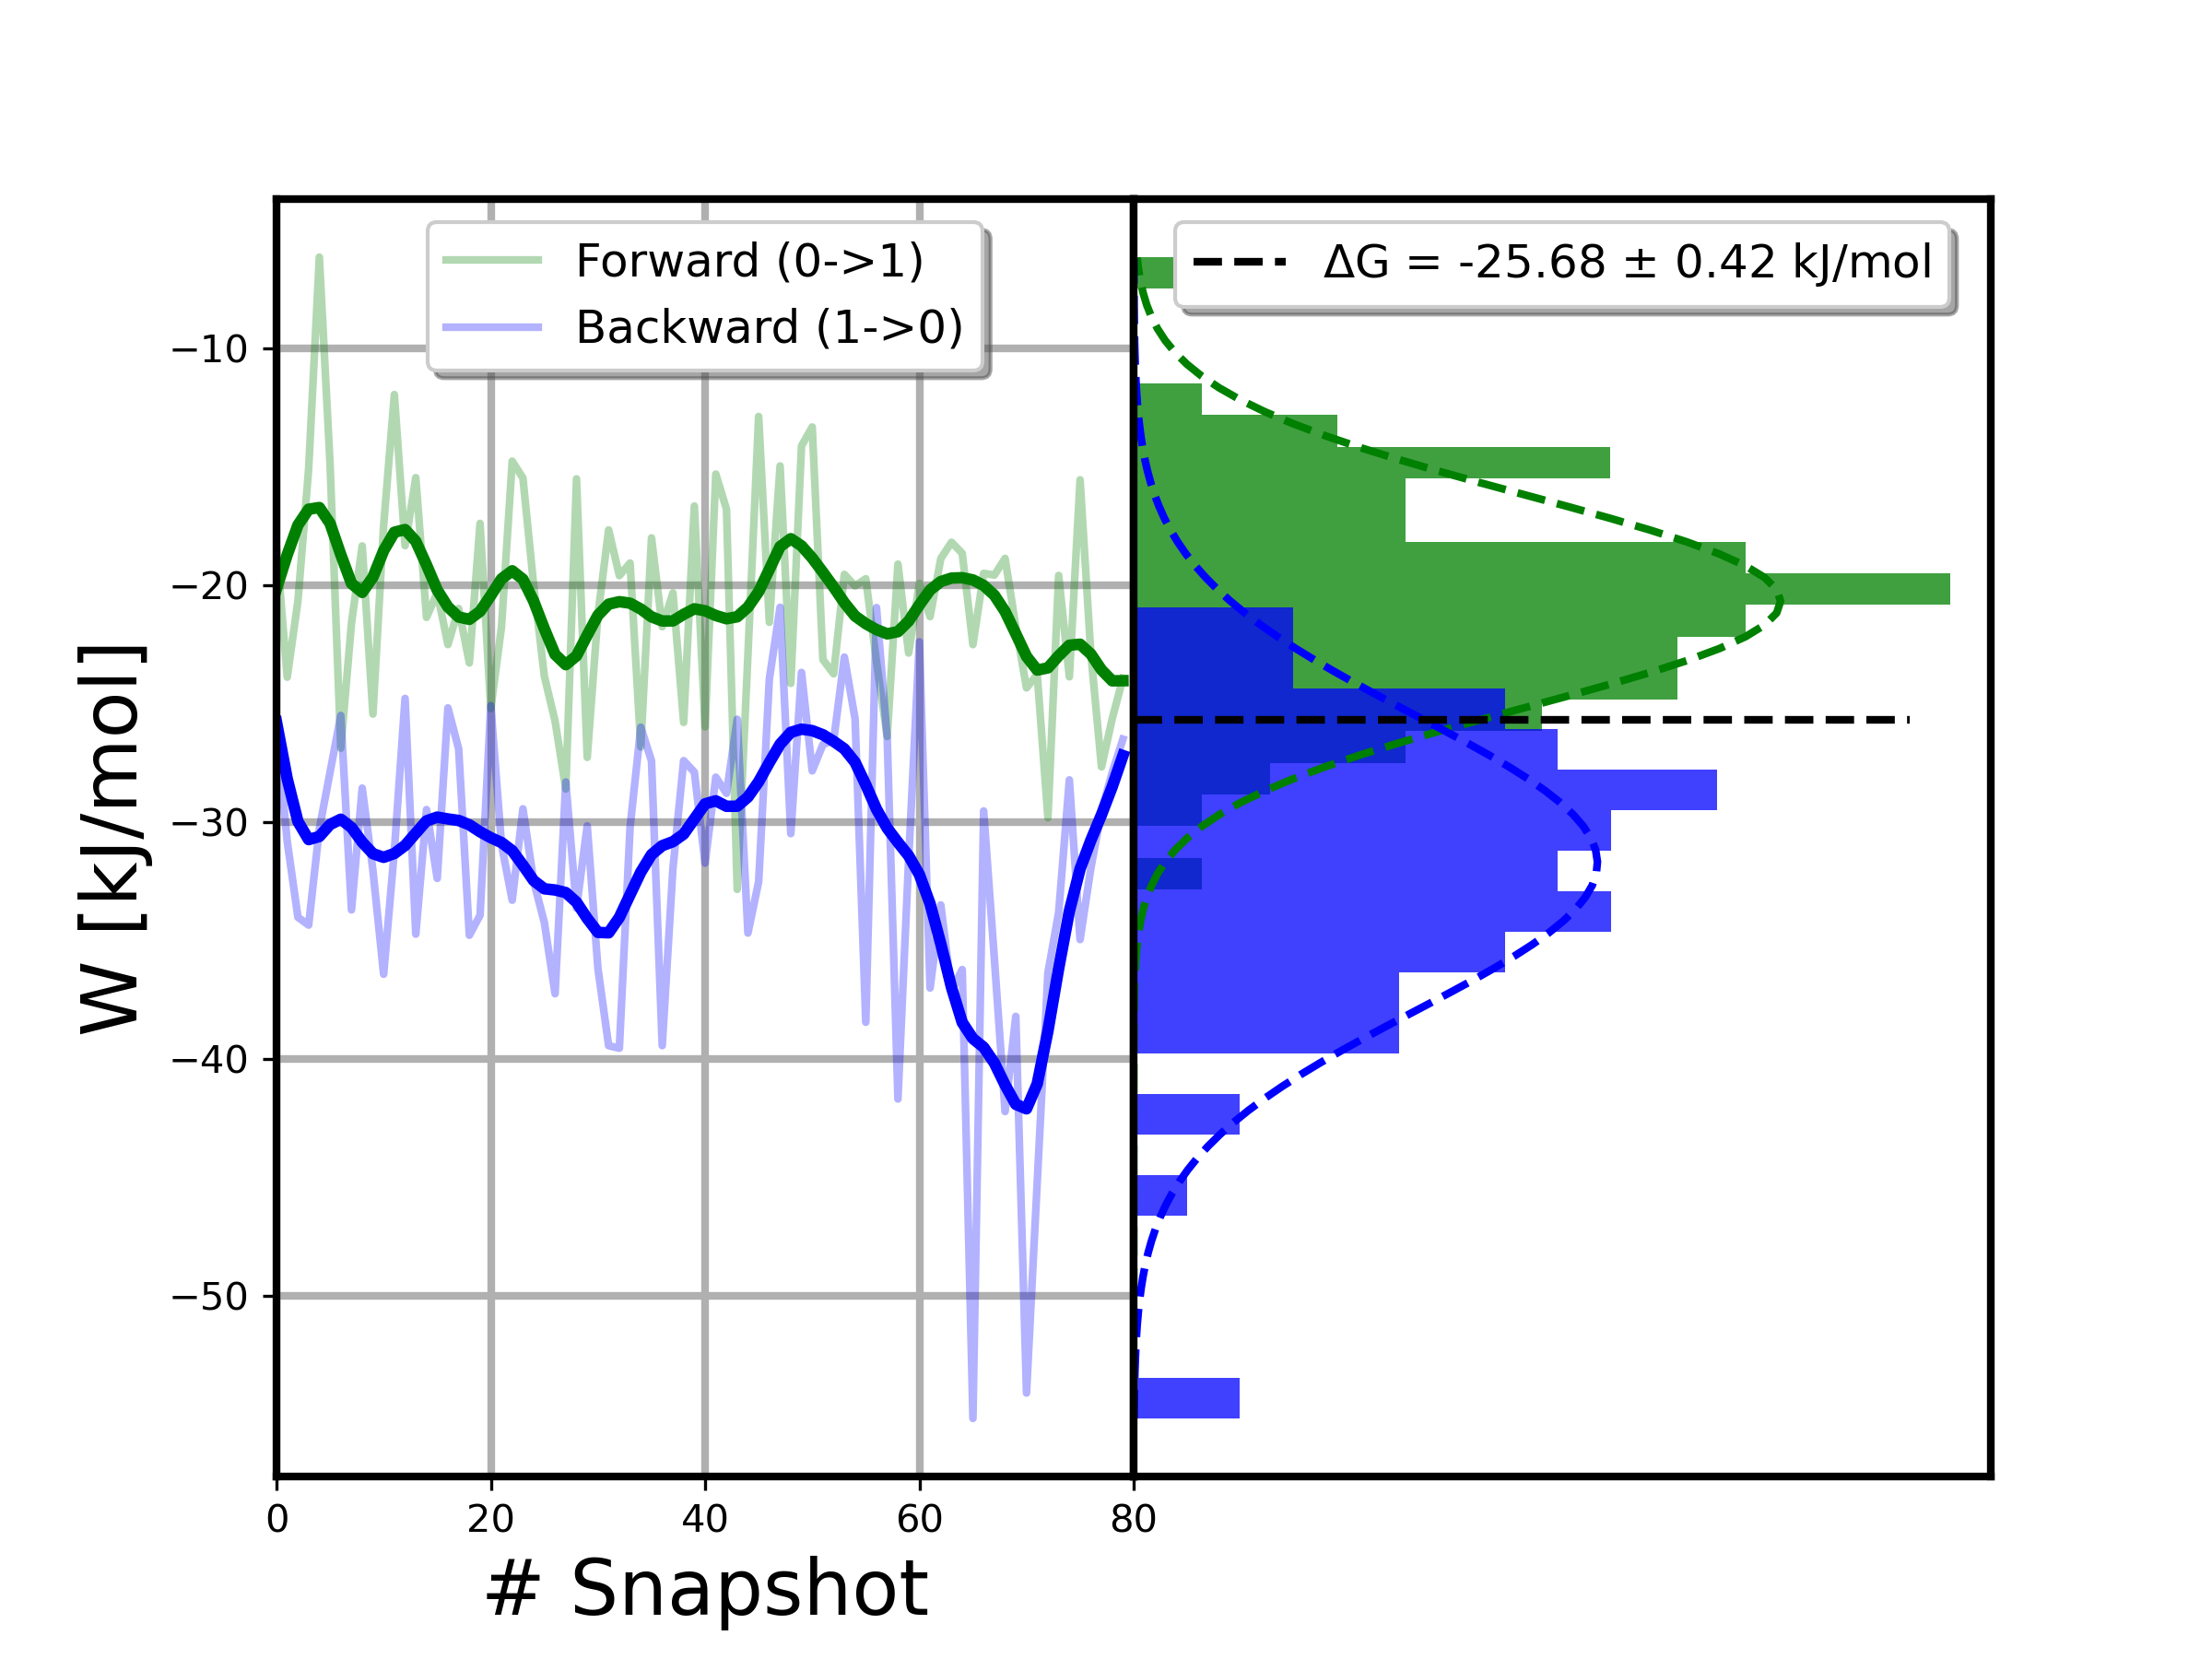 Forward (0->1)
Backward (1->0)
ΔG = -25.68 ± 0.42 kJ/mol
W [kJ/mol]
−10
−20
−30
−40
−50
0 20 40 60 80
# Snapshot